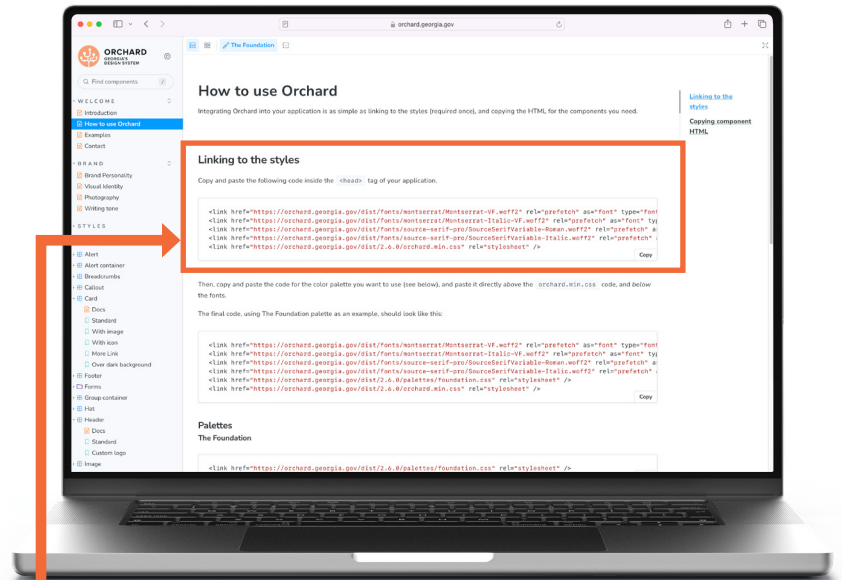 orchard.georgia.gov
ORCHARD
GEORGIA'S
DESIGN SYSTEM
The Foundation
Find components
/
WELCOME
Introduction
How to use Orchard
Examples
Contact
BRAND
Brand Personality
Visual Identity
Photography
Writing tone
STYLES
Alert
Alert container
Breadcrumbs
Callout
Card
Docs
Standard
With image
With icon
More Link
Over dark background
Footer
Forms
Group container
Hat
Header
Docs
Standard
Custom logo
Image
How to use Orchard
Integrating Orchard into your application is as simple as linking to the styles (required once), and copying the HTML for the components you need.
Linking to the styles
Copy and paste the following code inside the <head> tag of your application.
<link href="https://orchard.georgia.gov/dist/fonts/montserrat/Montserrat-VF.woff2" rel="prefetch" as="font" type="font
<link href="https://orchard.georgia.gov/dist/fonts/montserrat/Montserrat-Italic-VF.woff2" rel="prefetch" as="font" typ
<link href="https://orchard.georgia.gov/dist/fonts/source-serif-pro/SourceSerifVariable-Roman.woff2" rel="prefetch" as
<link href="https://orchard.georgia.gov/dist/fonts/source-serif-pro/SourceSerifVariable-Italic.woff2" rel="prefetch"
<link href="https://orchard.georgia.gov/dist/2.6.0/orchard.min.css" rel="stylesheet" />
Copy
Then, copy and paste the code for the color palette you want to use (see below), and paste it directly above the orchard.min.css code, and below
the fonts.
The final code, using The Foundation palette as an example, should look like this:
<link href="https://orchard.georgia.gov/dist/fonts/montserrat/Montserrat-VF.woff2" rel="prefetch" as="font" type="font
<link href="https://orchard.georgia.gov/dist/fonts/montserrat/Montserrat-Italic-VF.woff2" rel="prefetch" as="font" typ
<link href="https://orchard.georgia.gov/dist/fonts/source-serif-pro/SourceSerifVariable-Roman.woff2" rel="prefetch" as
<link href="https://orchard.georgia.gov/dist/fonts/source-serif-pro/SourceSerifVariable-Italic.woff2" rel="prefetch"
<link href="https://orchard.georgia.gov/dist/2.6.0/palettes/foundation.css" rel="stylesheet" />
<link href="https://orchard.georgia.gov/dist/2.6.0/orchard.min.css" rel="stylesheet" />
Copy
Palettes
The Foundation
<link href="https://orchard.georgia.gov/dist/2.6.0/palettes/foundation.css" rel="stylesheet" />
Linking to the
styles
Copying component
HTML